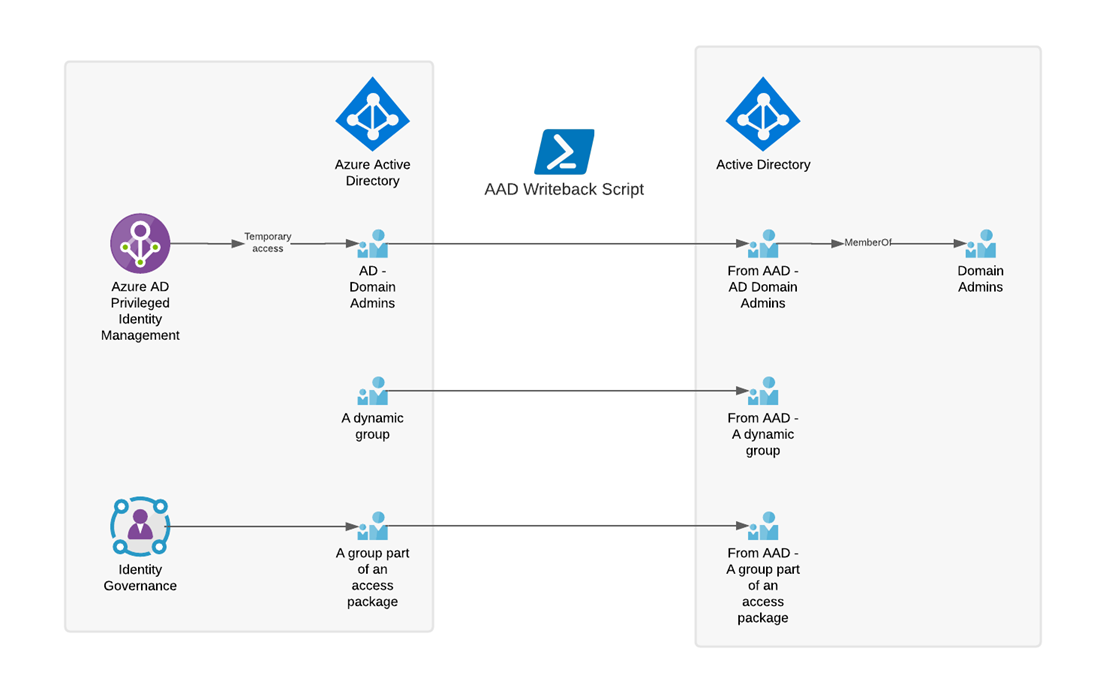 Azure Active
Directory
AAD Writeback Script
Active Directory
Temporary
access
Azure AD
Privileged
Identity
Management
AD -
Domain
Admins
From AAD -
AD Domain
Admins
MemberOf
Domain
Admins
A dynamic
group
From AAD -
A dynamic
group
Identity
Governance
A group part
of an
access
package
From AAD -
A group part
of an
access
package